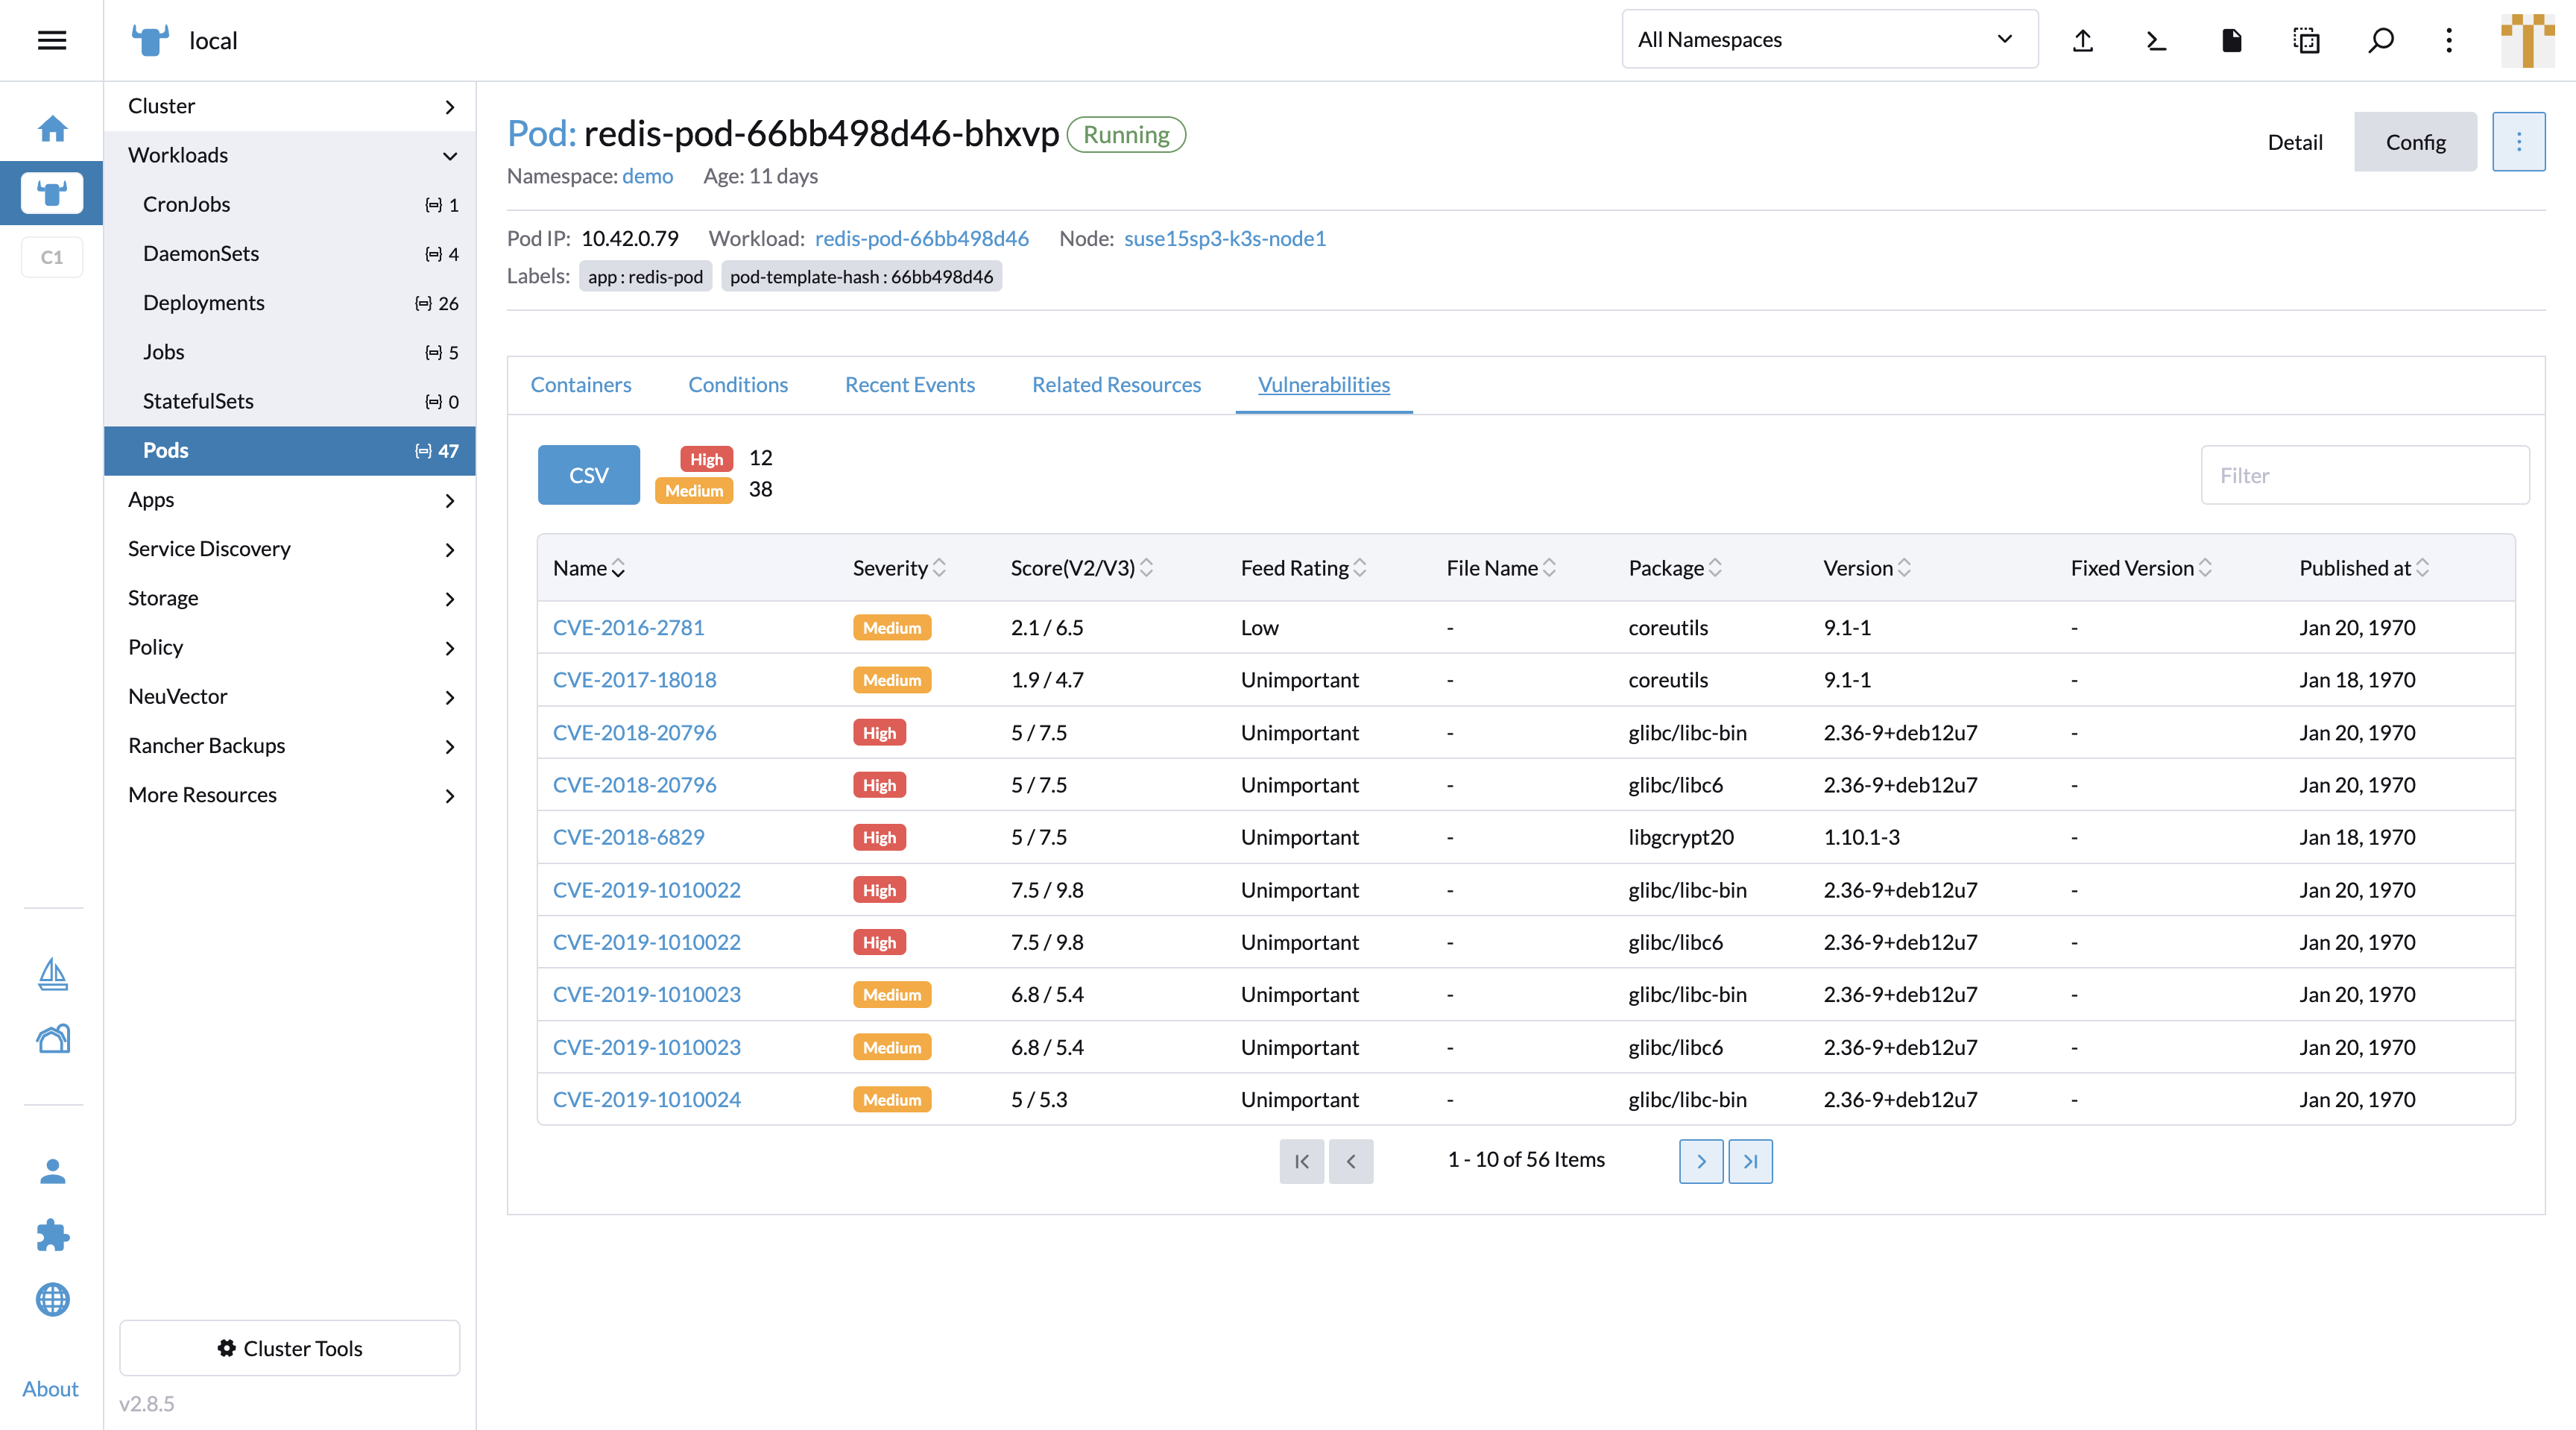 local
All Namespaces
C1
About
Cluster
Workloads
CronJobs 1
DaemonSets 4
Deployments 26
Jobs 5
StatefulSets 0
Pods 47
Apps
Service Discovery
Storage
Policy
NeuVector
Rancher Backups
More Resources
Cluster Tools
v2.8.5
Pod: redis-pod-66bb498d46-bhxvp Running
Detail
Config
Namespace: demo Age: 11 days
Pod IP: 10.42.0.79 Workload: redis-pod-66bb498d46 Node: suse15sp3-k3s-node1
Labels: app : redis-pod pod-template-hash : 66bb498d46
Containers Conditions Recent Events Related Resources Vulnerabilities
CSV
High 12
Medium 38
Filter
Name Severity Score(V2/V3) Feed Rating File Name Package Version Fixed Version Published at
CVE-2016-2781 Medium 2.1 / 6.5 Low - coreutils 9.1-1 - Jan 20, 1970
CVE-2017-18018 Medium 1.9 / 4.7 Unimportant - coreutils 9.1-1 - Jan 18, 1970
CVE-2018-20796 High 5 / 7.5 Unimportant - glibc/libc-bin 2.36-9+deb12u7 - Jan 20, 1970
CVE-2018-20796 High 5 / 7.5 Unimportant - glibc/libc6 2.36-9+deb12u7 - Jan 20, 1970
CVE-2018-6829 High 5 / 7.5 Unimportant - libgcrypt20 1.10.1-3 - Jan 18, 1970
CVE-2019-1010022 High 7.5 / 9.8 Unimportant - glibc/libc-bin 2.36-9+deb12u7 - Jan 20, 1970
CVE-2019-1010022 High 7.5 / 9.8 Unimportant - glibc/libc6 2.36-9+deb12u7 - Jan 20, 1970
CVE-2019-1010023 Medium 6.8 / 5.4 Unimportant - glibc/libc-bin 2.36-9+deb12u7 - Jan 20, 1970
CVE-2019-1010023 Medium 6.8 / 5.4 Unimportant - glibc/libc6 2.36-9+deb12u7 - Jan 20, 1970
CVE-2019-1010024 Medium 5 / 5.3 Unimportant - glibc/libc-bin 2.36-9+deb12u7 - Jan 20, 1970
1 - 10 of 56 Items